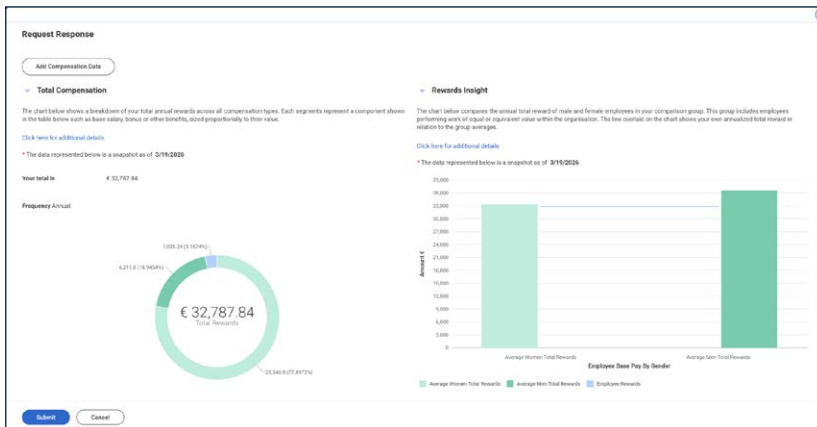 Request Response
Add Compensation Data
Total Compensation
The chart below shows a breakdown of your total annual rewards across all compensation types. Each segments represent a component shown
in the table below such as base salary, bonus or other benefits, sized proportionally to their value.
Click here for additional details
* The data represented below is a snapshot as of 3/19/2026
Your total is € 32,787.84
Frequency Annual
6,211.8 (18.9454%)
€ 32,787.84
Total Rewards
Rewards Insight
The chart below compares the annual total reward of male and female employees in your comparison group. This group includes employees
performing work of equal or equivalent value within the organisation. The line overlaid on the chart shows your own annualized total reward in
relation to the group averages.
Click here for additional details
* The data represented below is a snapshot as of 3/19/2026
Amount €
30,000
27,000
24,000
21,000
9,000
6,000
3,000
0
Average Women Total Rewards
Average Men Total Rewards
Employee Base Pay By Gender
Average Women Total Rewards Average Men Total Rewards Employee Rewards
Submit Cancel